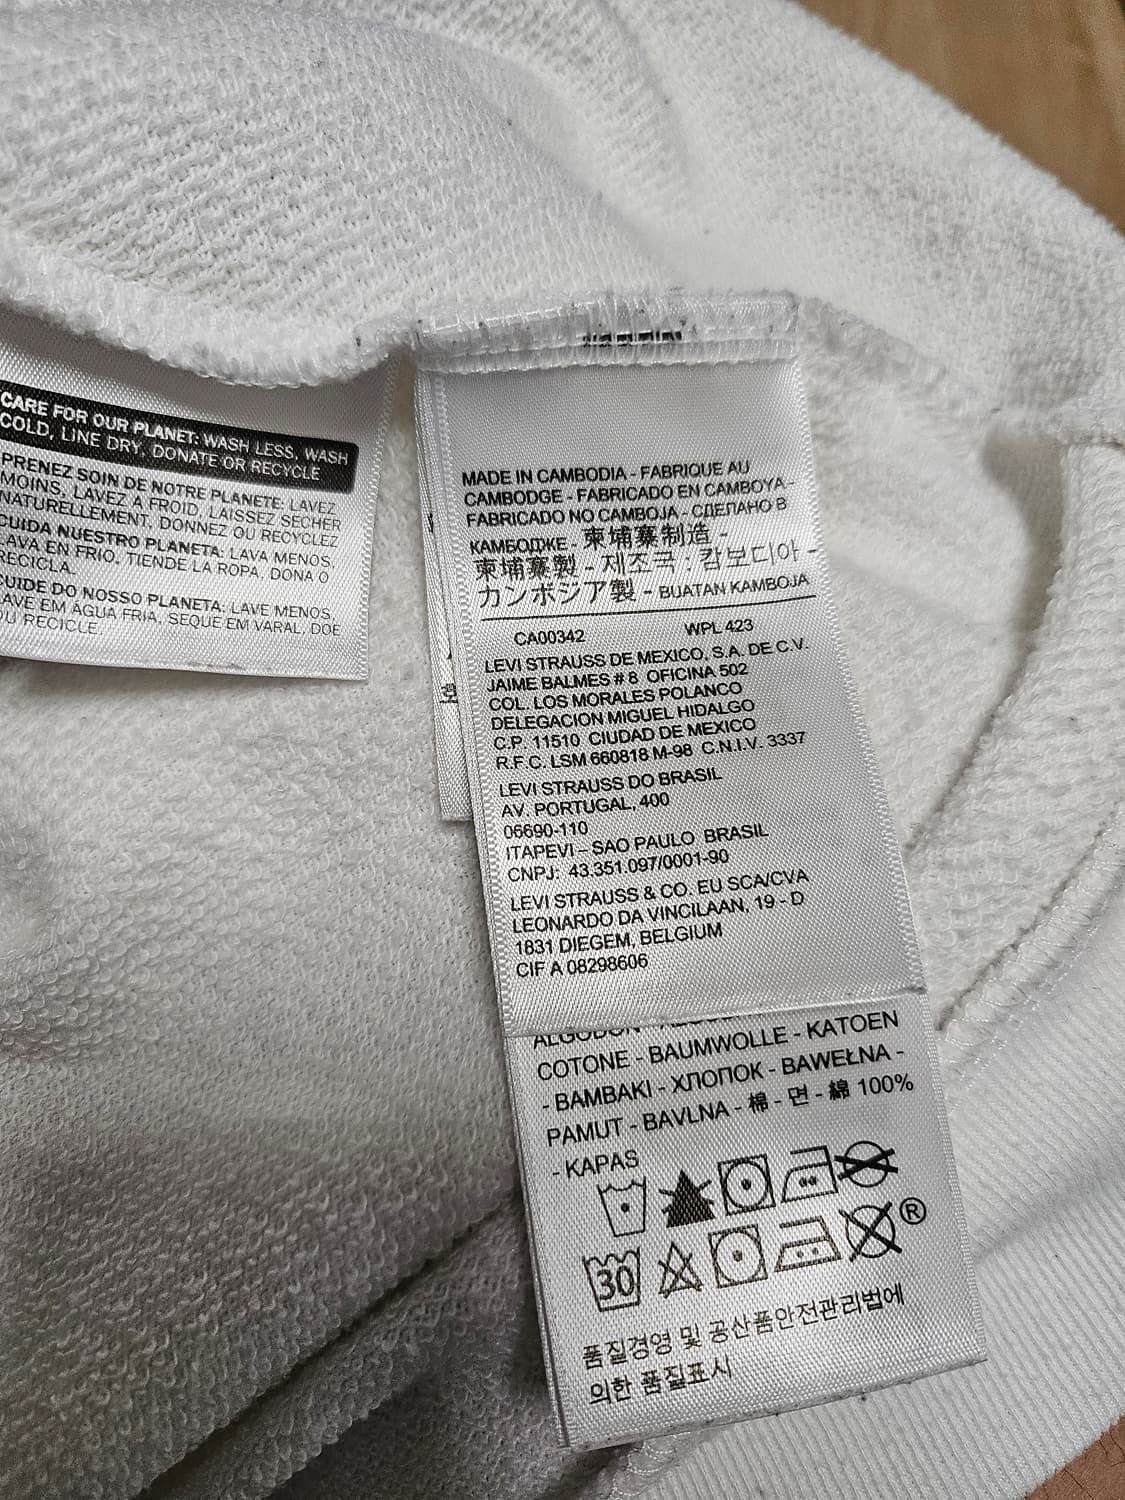 CARE FOR OUR PLANET: WASH LESS, WASH
COLD, LINE DRY, DONATE OR RECYCLE
PRENEZ SOIN DE NOTRE PLANETE: LAVEZ
MOINS, LAVEZ A FROID, LAISSEZ SECHER
NATURELLEMENT, DONNEZ OU RECYCLEZ
CUIDA NUESTRO PLANETA: LAVA MENOS,
LAVA EN FRIO, TIENDE LA ROPA, DONA O
RECICLA.
CUIDE DO NOSSO PLANETA: LAVE MENOS,
LAVE EM ÁGUA FRIA, SEQUE EM VARAL, DOE
OU RECICLE.
MADE IN CAMBODIA - FABRIQUE AU
CAMBODGE - FABRICADO EN CAMBOYA -
FABRICADO NO CAMBOJA - СДЕЛАНО В
КАМБОДЖЕ - 柬埔寨制造 -
柬埔寨製 - 제조국 : 캄보디아 -
カンボジア製 - BUATAN KAMBOJA
CA00342 WPL 423
LEVI STRAUSS DE MEXICO, S.A. DE C.V.
JAIME BALMES # 8 OFICINA 502
COL. LOS MORALES POLANCO
DELEGACION MIGUEL HIDALGO
C.P. 11510 CIUDAD DE MEXICO
R.F.C. LSM 660818 M-98 C.N.I.V. 3337
LEVI STRAUSS DO BRASIL
AV. PORTUGAL, 400
06690-110
ITAPEVI – SAO PAULO BRASIL
CNPJ: 43.351.097/0001-90
LEVI STRAUSS & CO. EU SCA/CVA
LEONARDO DA VINCILAAN, 19 - D
1831 DIEGEM, BELGIUM
CIF A 08298606
ALGODON
COTONE - BAUMWOLLE - KATOEN
- BAMBAKI - ХЛОПОК - BAWEŁNA -
PAMUT - BAVLNA - 棉 - 면 - 綿 100%
- KAPAS
30
®
품질경영 및 공산품안전관리법에
의한 품질표시